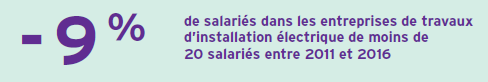 - 9 %
de salariés dans les entreprises de travaux
d'installation électrique de moins de
20 salariés entre 2011 et 2016